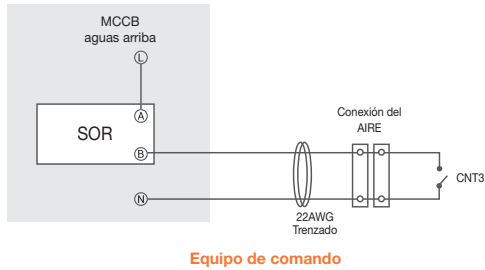 MCCB
aguas arriba
L
A
SOR
B
N
Conexión del
AIRE
CNT3
22AWG
Trenzado
Equipo de comando